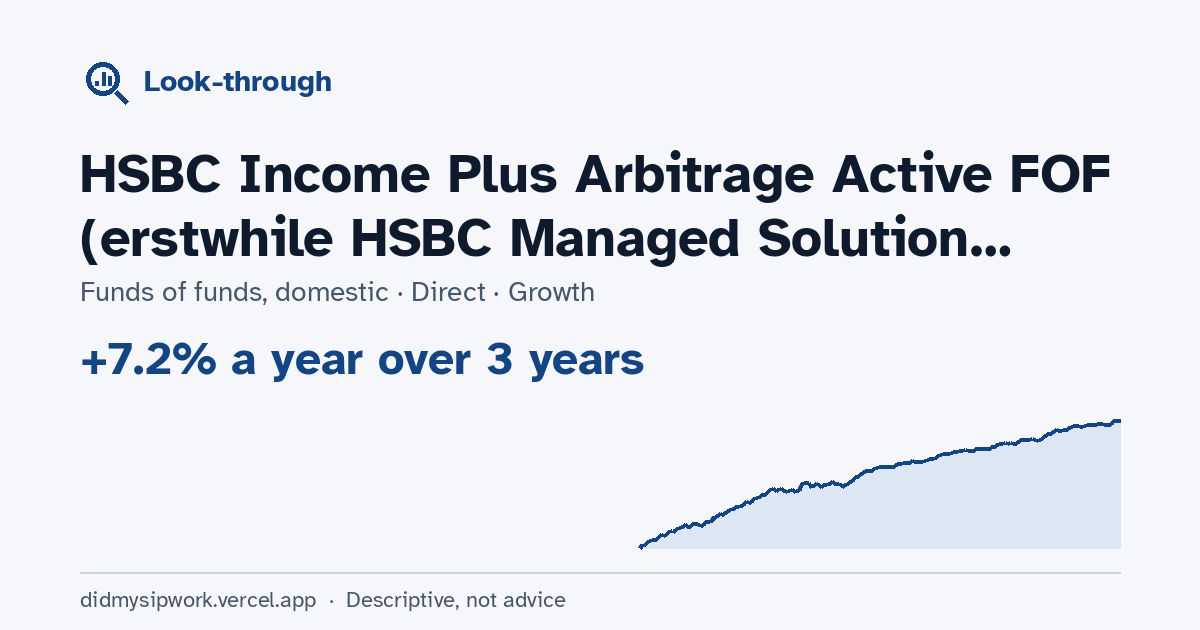 Look-through
HSBC Income Plus Arbitrage Active FOF
(erstwhile HSBC Managed Solution...
Funds of funds, domestic · Direct · Growth
+7.2% a year over 3 years
didmysipwork.vercel.app · Descriptive, not advice